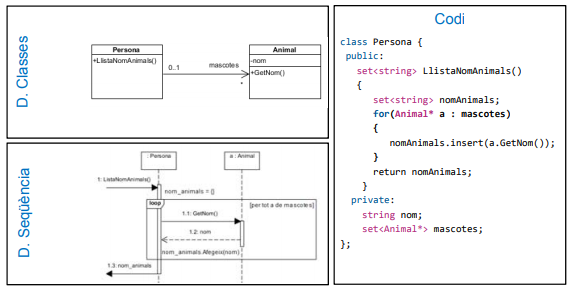 D. Classes
Persona
+LlistaNomAnimals()
0..1
mascotes
*
Animal
-nom
+GetNom()
D. Seqüència
: Persona
a : Animal
1: ListaNomAnimals()
nom_animals = []
loop
[per tot a de mascotes]
1.1: GetNom()
1.2: nom
nom_animals.Afegeix(nom)
1.3: nom_animals
Codi
class Persona {
public:
set<string> LlistaNomAnimals()
{
set<string> nomAnimals;
for(Animal* a : mascotes)
{
nomAnimals.insert(a.GetNom());
}
return nomAnimals;
}
private:
string nom;
set<Animal*> mascotes;
};